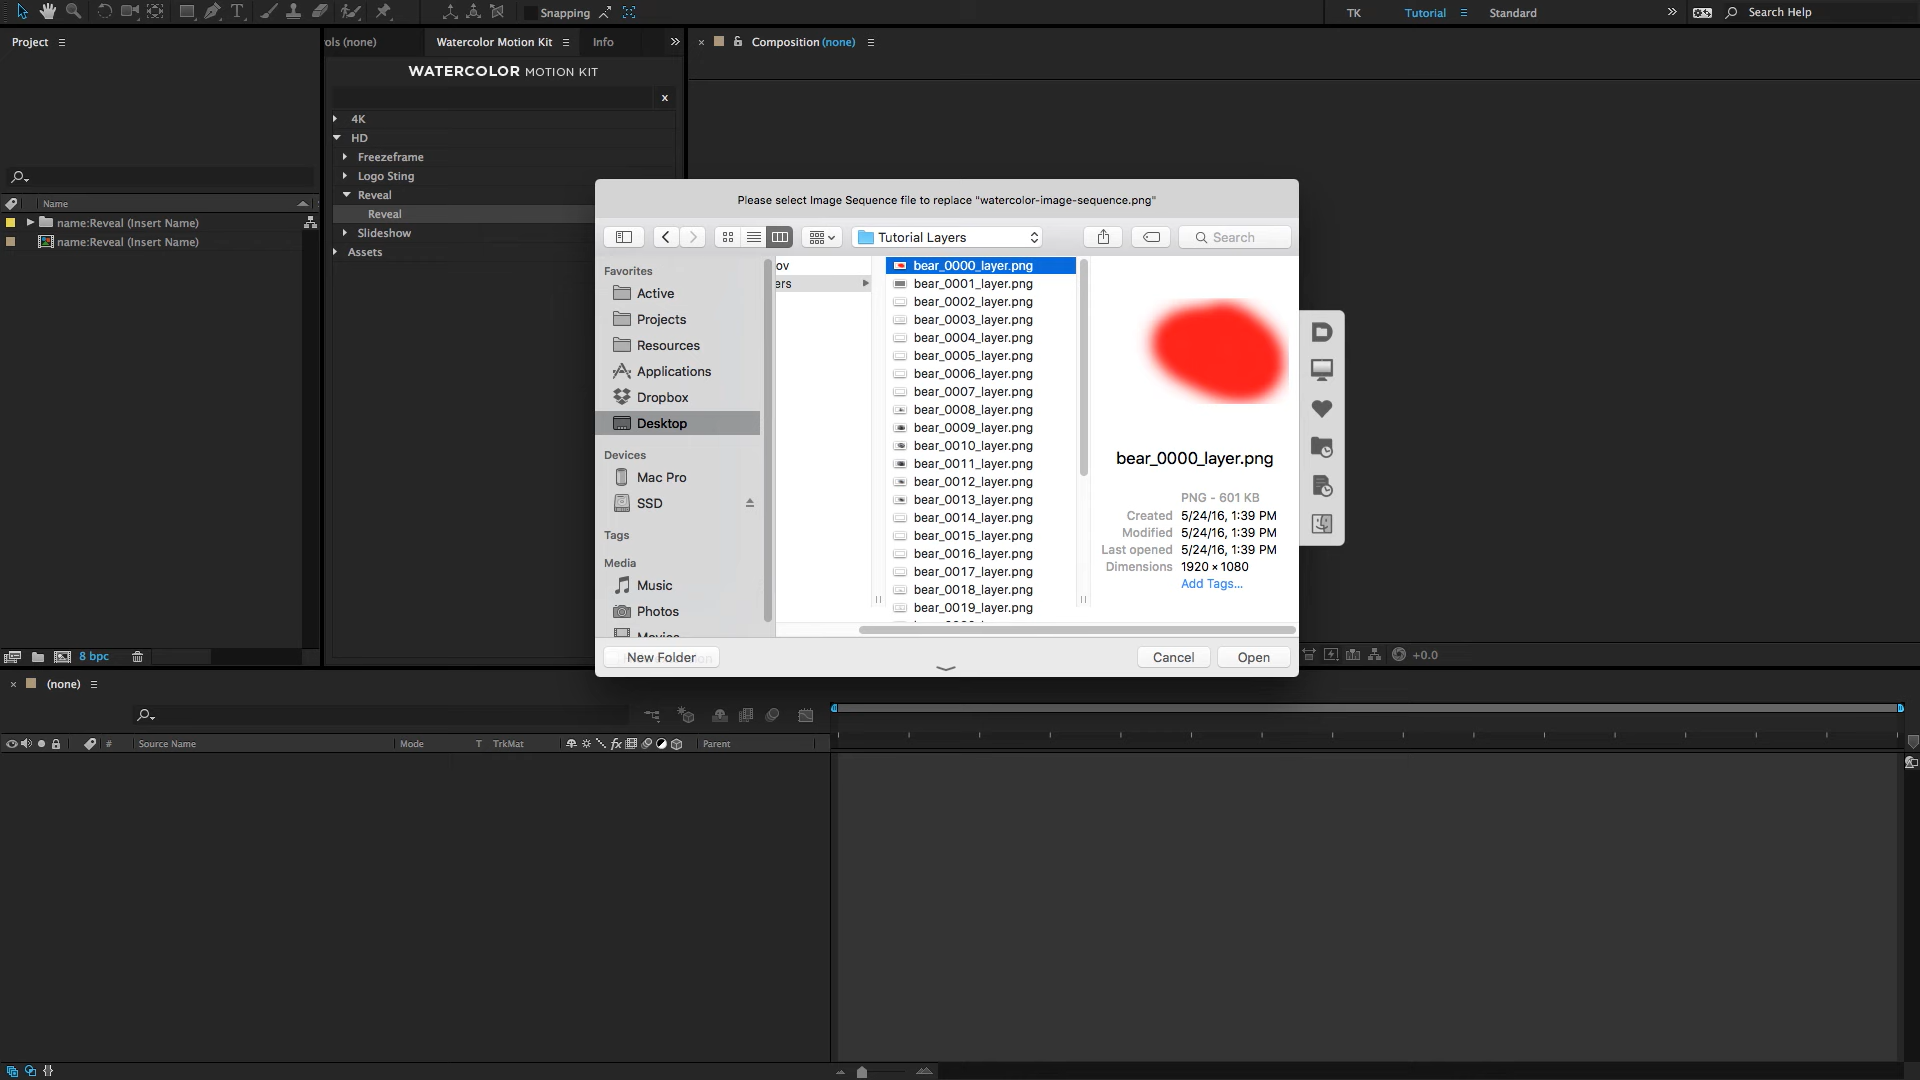 Snapping
TK
Tutorial
Standard
Search Help
Project
ols (none)
Watercolor Motion Kit
Info
Composition (none)
WATERCOLOR MOTION KIT
x
4K
HD
Freezeframe
Logo Sting
Reveal
Reveal
Slideshow
Assets
Name
name:Reveal (Insert Name)
name:Reveal (Insert Name)
8 bpc
Please select Image Sequence file to replace "watercolor-image-sequence.png"
Tutorial Layers
Search
Favorites
Active
Projects
Resources
Applications
Dropbox
Desktop
Devices
Mac Pro
SSD
Tags
Media
Music
Photos
Movies
ov
ers
bear_0000_layer.png
bear_0001_layer.png
bear_0002_layer.png
bear_0003_layer.png
bear_0004_layer.png
bear_0005_layer.png
bear_0006_layer.png
bear_0007_layer.png
bear_0008_layer.png
bear_0009_layer.png
bear_0010_layer.png
bear_0011_layer.png
bear_0012_layer.png
bear_0013_layer.png
bear_0014_layer.png
bear_0015_layer.png
bear_0016_layer.png
bear_0017_layer.png
bear_0018_layer.png
bear_0019_layer.png
bear_0000_layer.png
PNG - 601 KB
Created 5/24/16, 1:39 PM
Modified 5/24/16, 1:39 PM
Last opened 5/24/16, 1:39 PM
Dimensions 1920 × 1080
Add Tags...
New Folder
Cancel
Open
+0.0
(none)
#
Source Name
Mode
T
TrkMat
fx
Parent